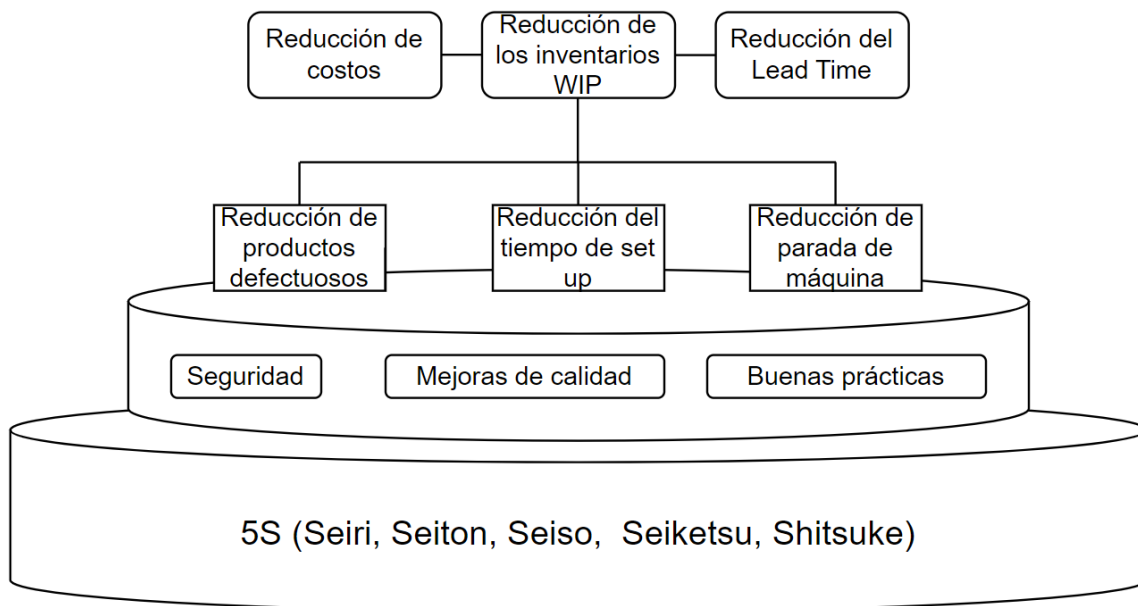 Reducción de
costos
Reducción de
los inventarios
WIP
Reducción del
Lead Time
Reducción de
productos
defectuosos
Reducción del
tiempo de set
up
Reducción de
parada de
máquina
Seguridad
Mejoras de calidad
Buenas prácticas
5S (Seiri, Seiton, Seiso,  Seiketsu, Shitsuke)